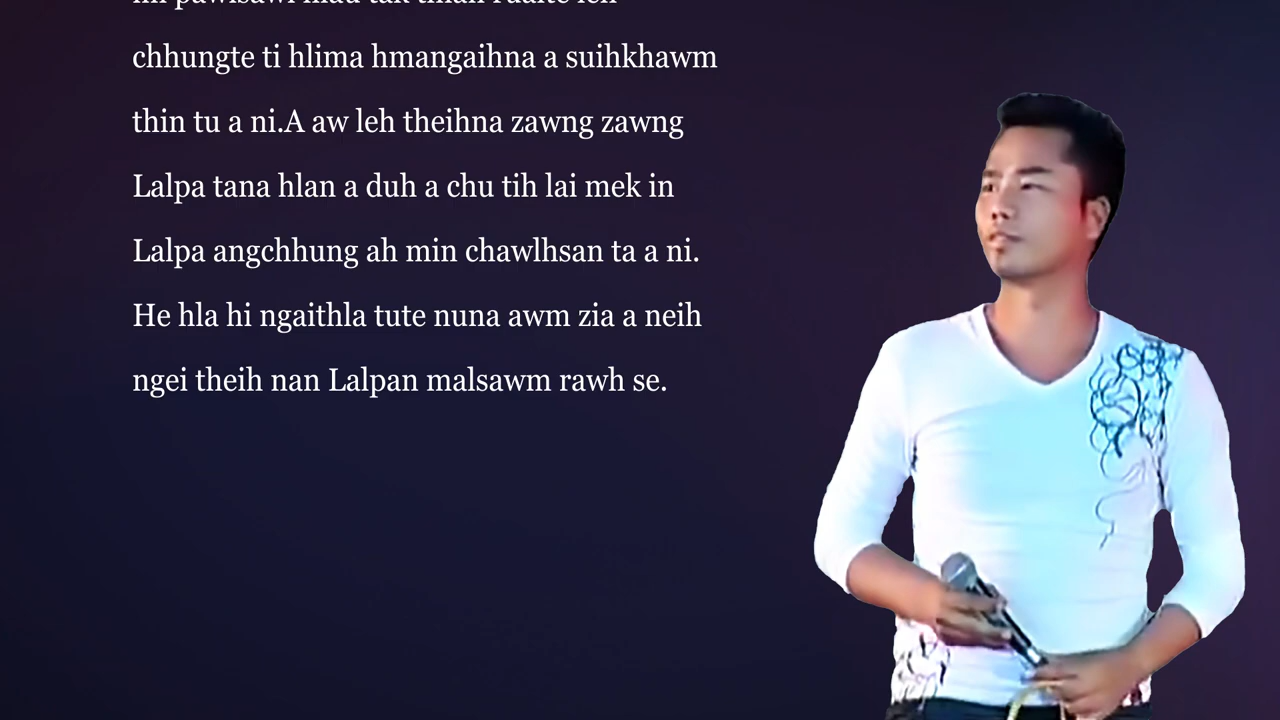 chhungte ti hlima hmangaihna a suihkhawm
thin tu a ni.A aw leh theihna zawng zawng
Lalpa tana hlan a duh a chu tih lai mek in
Lalpa angchhung ah min chawlhsan ta a ni.
He hla hi ngaithla tute nuna awm zia a neih
ngei theih nan Lalpan malsawm rawh se.